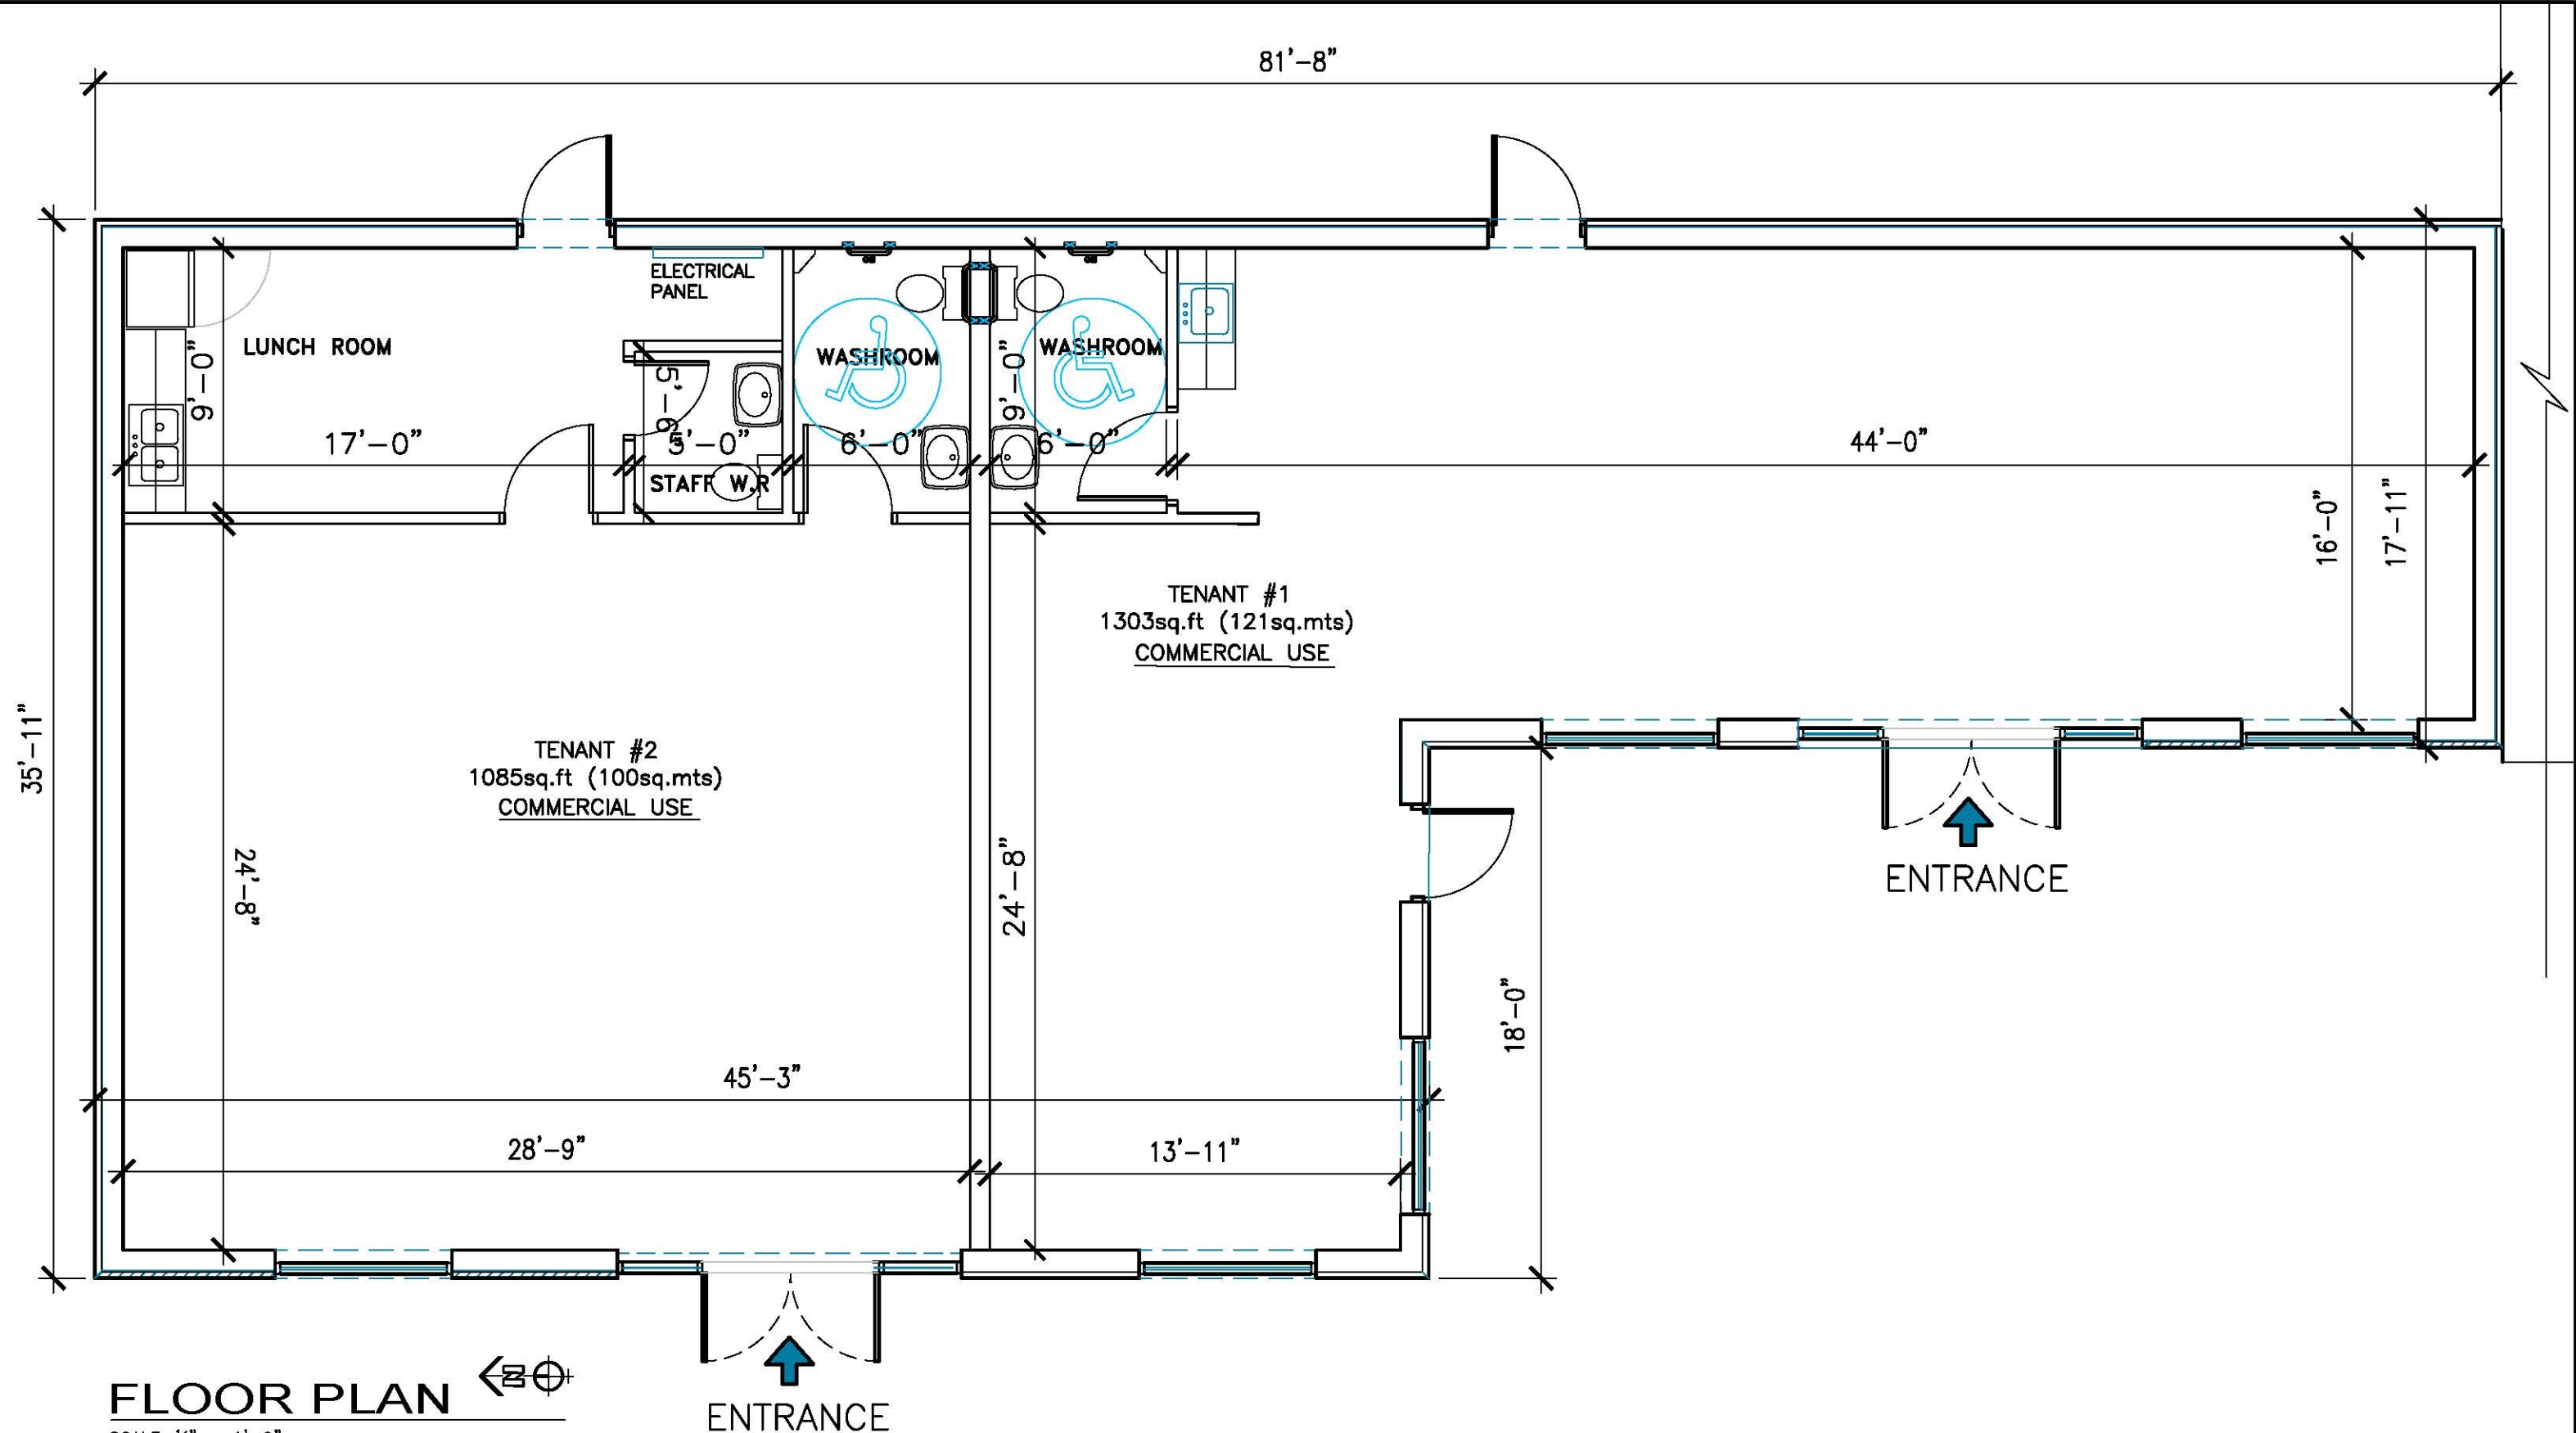 81'-8"
ELECTRICAL
PANEL
LUNCH ROOM
WASHROOM
WASHROOM
9'-0"
5'-6"
9'-0"
17'-0"
5'-0"
6'-0"
6'-0"
44'-0"
STAFF W.R
16'-0"
17'-11"
TENANT #1
1303sq.ft (121sq.mts)
COMMERCIAL USE
35'-11"
TENANT #2
1085sq.ft (100sq.mts)
COMMERCIAL USE
24'-8"
24'-8"
ENTRANCE
18'-0"
45'-3"
28'-9"
13'-11"
N
FLOOR PLAN
ENTRANCE